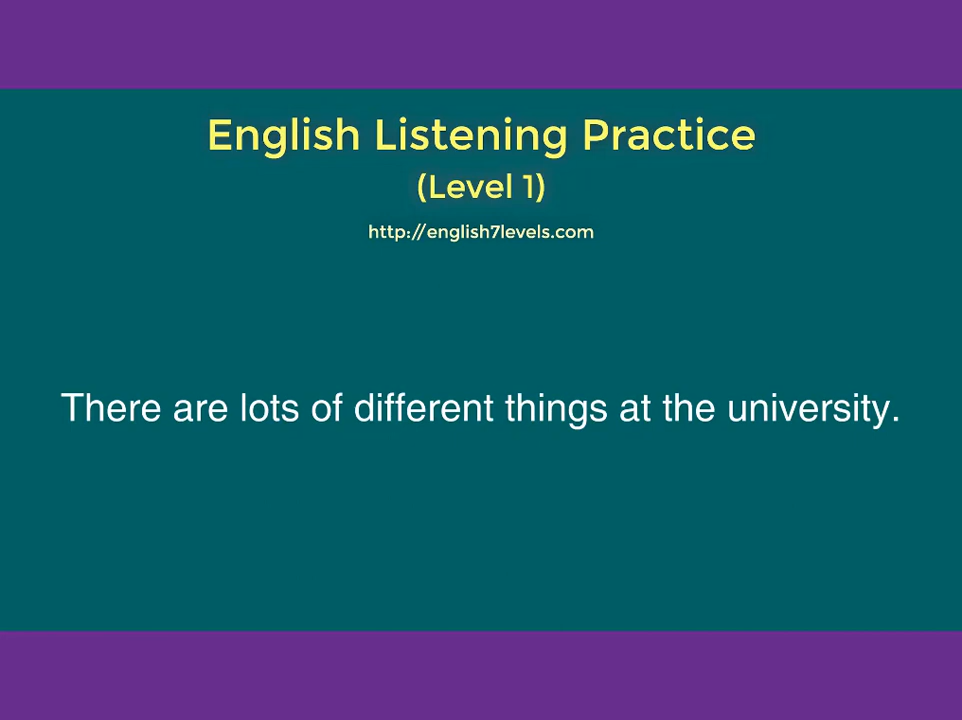 English Listening Practice
(Level 1)
http://english7levels.com
There are lots of different things at the university.